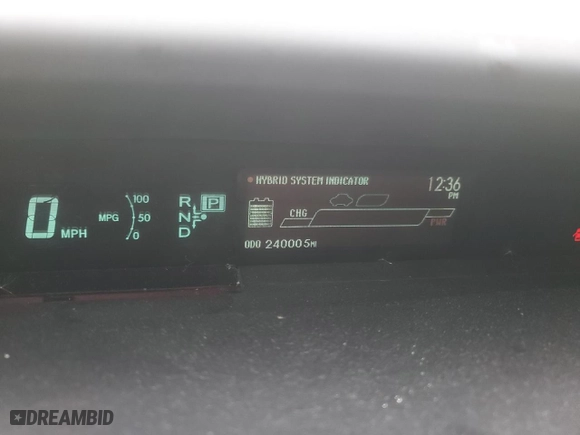 HYBRID SYSTEM INDICATOR
12:36
PM
0 MPH
MPG
100
50
0
R
N
D
P
CHG
PWR
ODO 240005MI
DREAMBID